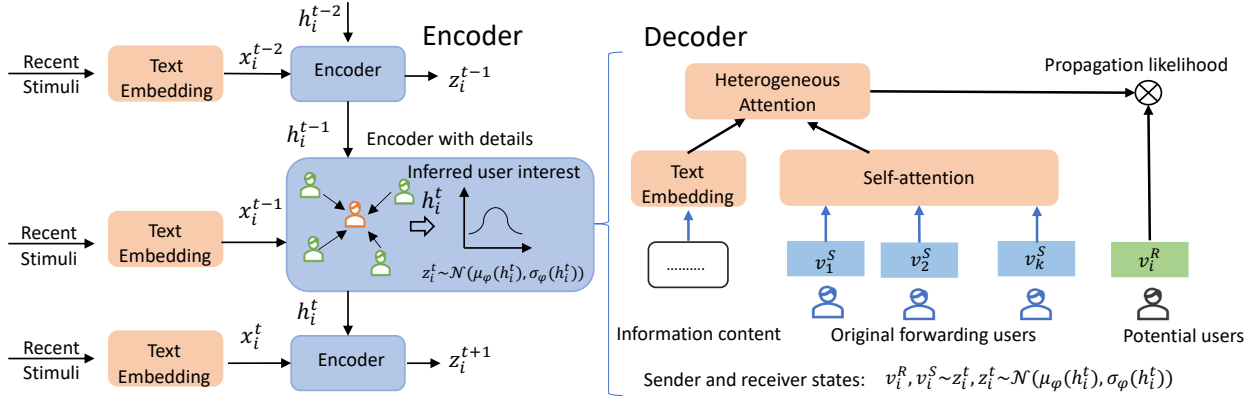 Encoder
h_i^{t-2}
Recent
Stimuli
Text
Embedding
x_i^{t-2}
Encoder
z_i^{t-1}
h_i^{t-1}
Encoder with details
Recent
Stimuli
Text
Embedding
x_i^{t-1}
Inferred user interest
h_i^t
z_i^t~𝒩(μ_φ(h_i^t), σ_φ(h_i^t))
h_i^t
Recent
Stimuli
Text
Embedding
x_i^t
Encoder
z_i^{t+1}
Decoder
Heterogeneous
Attention
Propagation likelihood
Text
Embedding
Self-attention
..........
v_1^S
v_2^S
v_k^S
v_i^R
Information content
Original forwarding users
Potential users
Sender and receiver states: v_i^R, v_i^S~z_i^t, z_i^t~𝒩(μ_φ(h_i^t), σ_φ(h_i^t))